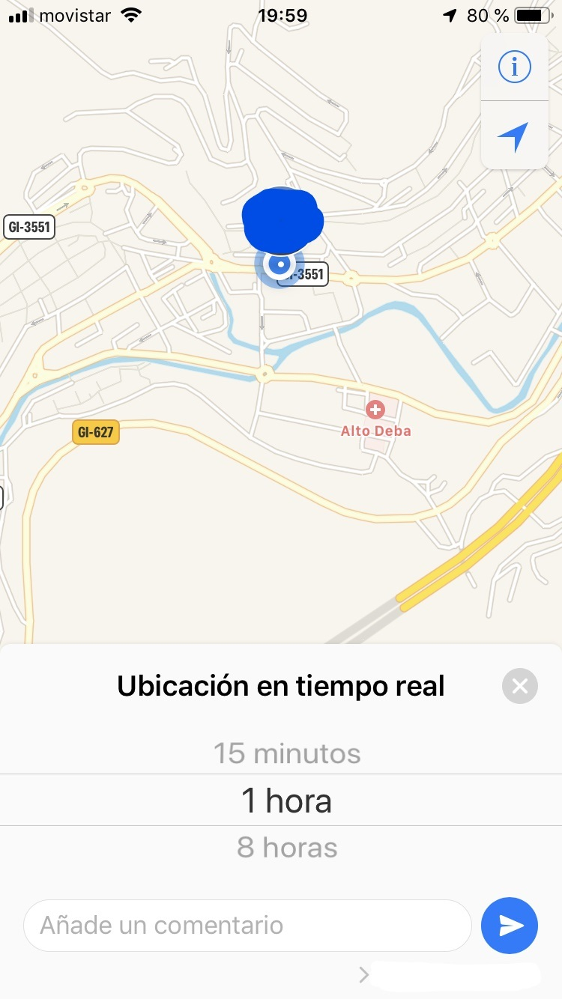 movistar 19:59 80 %
i
GI-3551
-3551
Alto Deba
GI-627
Ubicación en tiempo real
15 minutos
1 hora
8 horas
Añade un comentario